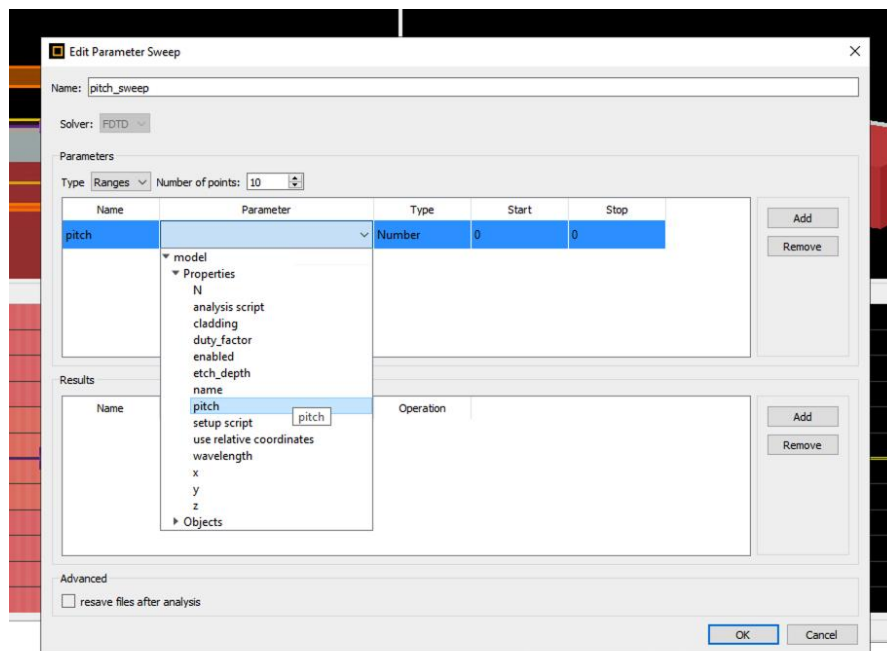 Edit Parameter Sweep
Name: pitch_sweep
Solver: FDTD
Parameters
Type Ranges Number of points: 10
Name Parameter Type Start Stop
Add
pitch Number 0 0
Remove
model
Properties
N
analysis script
cladding
duty_factor
enabled
etch_depth
Results
name
Name pitch Operation
pitch
Add
setup script
use relative coordinates
Remove
wavelength
x
y
z
Objects
Advanced
resave files after analysis
OK Cancel